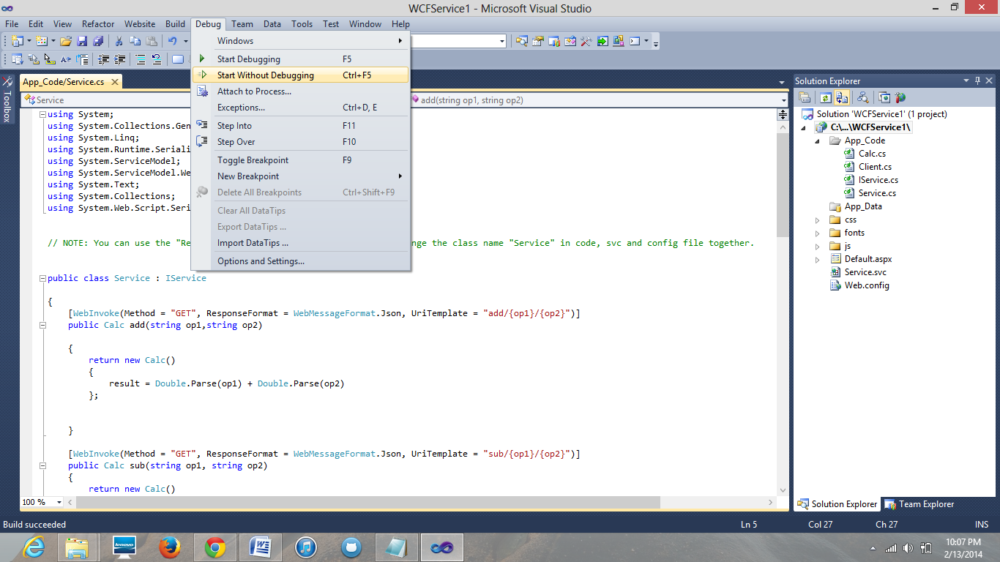 WCFService1 - Microsoft Visual Studio
File Edit View Refactor Website Build Debug Team Data Tools Test Window Help
Windows
Start Debugging F5
Start Without Debugging Ctrl+F5
Attach to Process...
Exceptions... Ctrl+D, E
Step Into F11
Step Over F10
Toggle Breakpoint F9
New Breakpoint
Delete All Breakpoints Ctrl+Shift+F9
Clear All DataTips
Export DataTips ...
Import DataTips ...
Options and Settings...
Toolbox
App_Code/Service.cs
Service
add(string op1, string op2)
using System;
using System.Collections.Gen
using System.Linq;
using System.Runtime.Seriali
using System.ServiceModel;
using System.ServiceModel.We
using System.Text;
using System.Collections;
using System.Web.Script.Seri
// NOTE: You can use the "Re nge the class name "Service" in code, svc and config file together.
public class Service : IService
{
[WebInvoke(Method = "GET", ResponseFormat = WebMessageFormat.Json, UriTemplate = "add/{op1}/{op2}")]
public Calc add(string op1,string op2)
{
return new Calc()
{
result = Double.Parse(op1) + Double.Parse(op2)
};
}
[WebInvoke(Method = "GET", ResponseFormat = WebMessageFormat.Json, UriTemplate = "sub/{op1}/{op2}")]
public Calc sub(string op1, string op2)
{
return new Calc()
100 %
Solution Explorer
Solution 'WCFService1' (1 project)
C:\...\WCFService1\
App_Code
Calc.cs
Client.cs
IService.cs
Service.cs
App_Data
css
fonts
js
Default.aspx
Service.svc
Web.config
Solution Explorer Team Explorer
Build succeeded Ln 5 Col 27 Ch 27 INS
lenovo
10:07 PM
2/13/2014